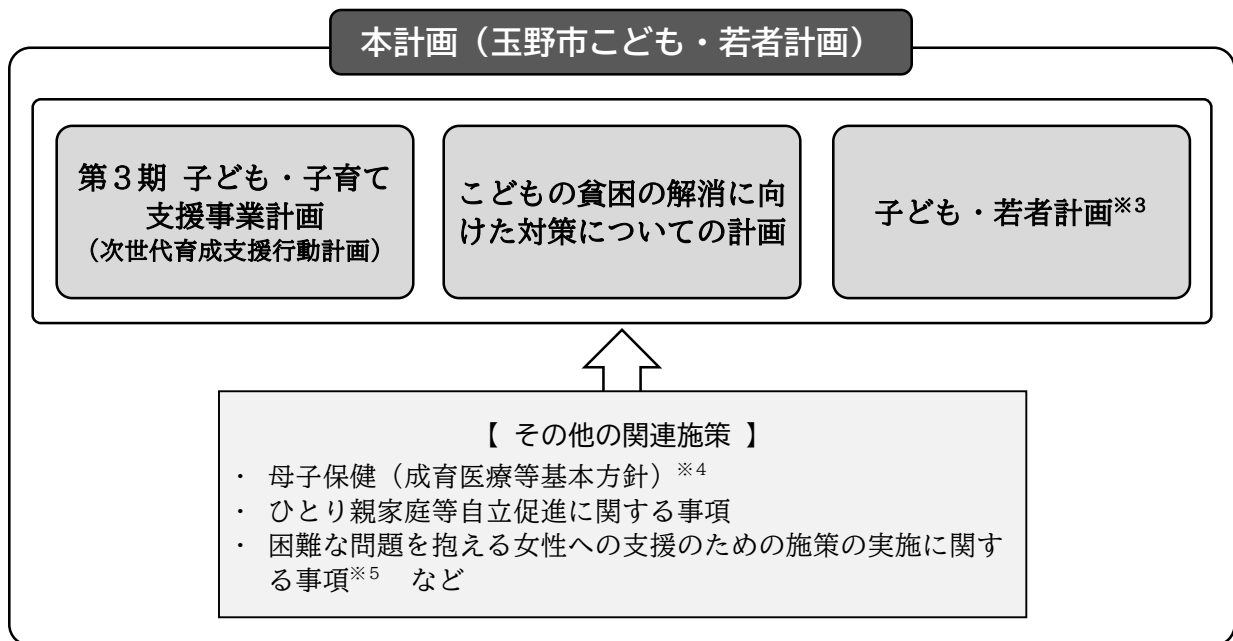 本計画（玉野市こども・若者計画）
第３期 子ども・子育て
支援事業計画
（次世代育成支援行動計画）
こどもの貧困の解消に向
けた対策についての計画
子ども・若者計画※3
【 その他の関連施策 】
・ 母子保健（成育医療等基本方針）※4
・ ひとり親家庭等自立促進に関する事項
・ 困難な問題を抱える女性への支援のための施策の実施に関す
る事項※5 など